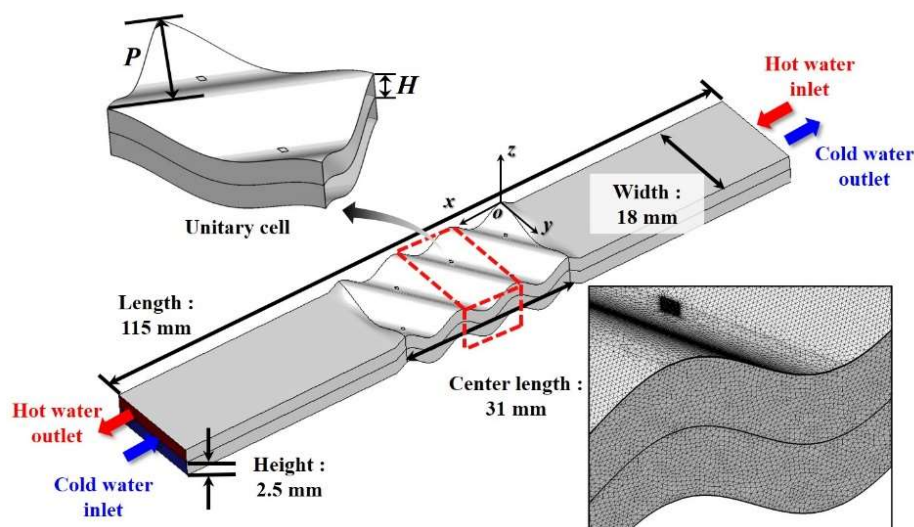 P
H
Unitary cell
Hot water
inlet
Cold water
outlet
z
x
o
y
Width :
18 mm
Length :
115 mm
Center length :
31 mm
Hot water
outlet
Cold water
inlet
Height :
2.5 mm